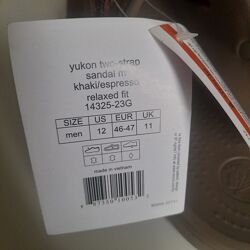 yukon two-strap
sandal m
khaki/espresso
relaxed fit
14325-23G
SIZE US EUR UK
men 12 46-47 11
made in vietnam